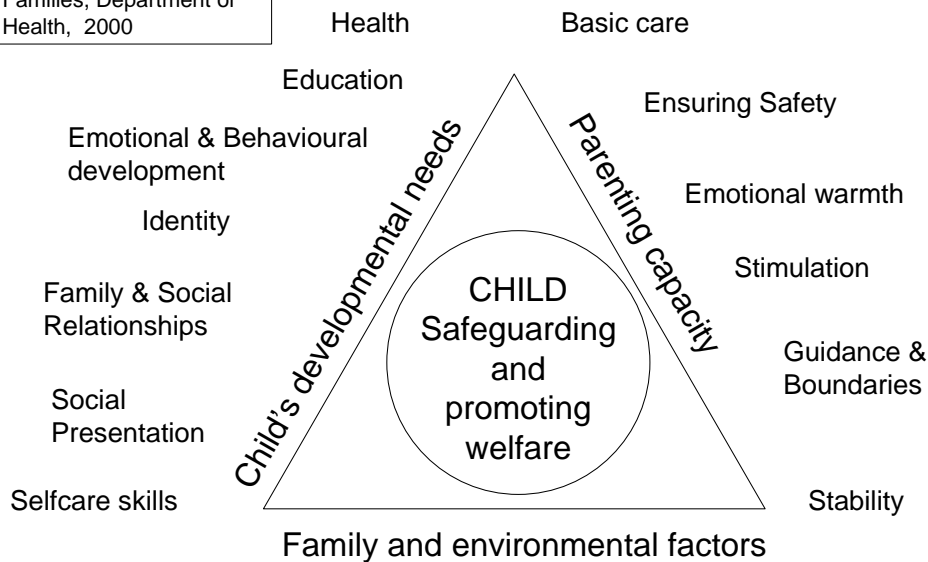 Families, Department of
Health, 2000
Health
Basic care
Education
Ensuring Safety
Emotional & Behavioural
development
Emotional warmth
Identity
Stimulation
Family & Social
Relationships
Guidance &
Boundaries
Social
Presentation
Selfcare skills
Stability
Child's developmental needs
Parenting capacity
CHILD
Safeguarding
and
promoting
welfare
Family and environmental factors